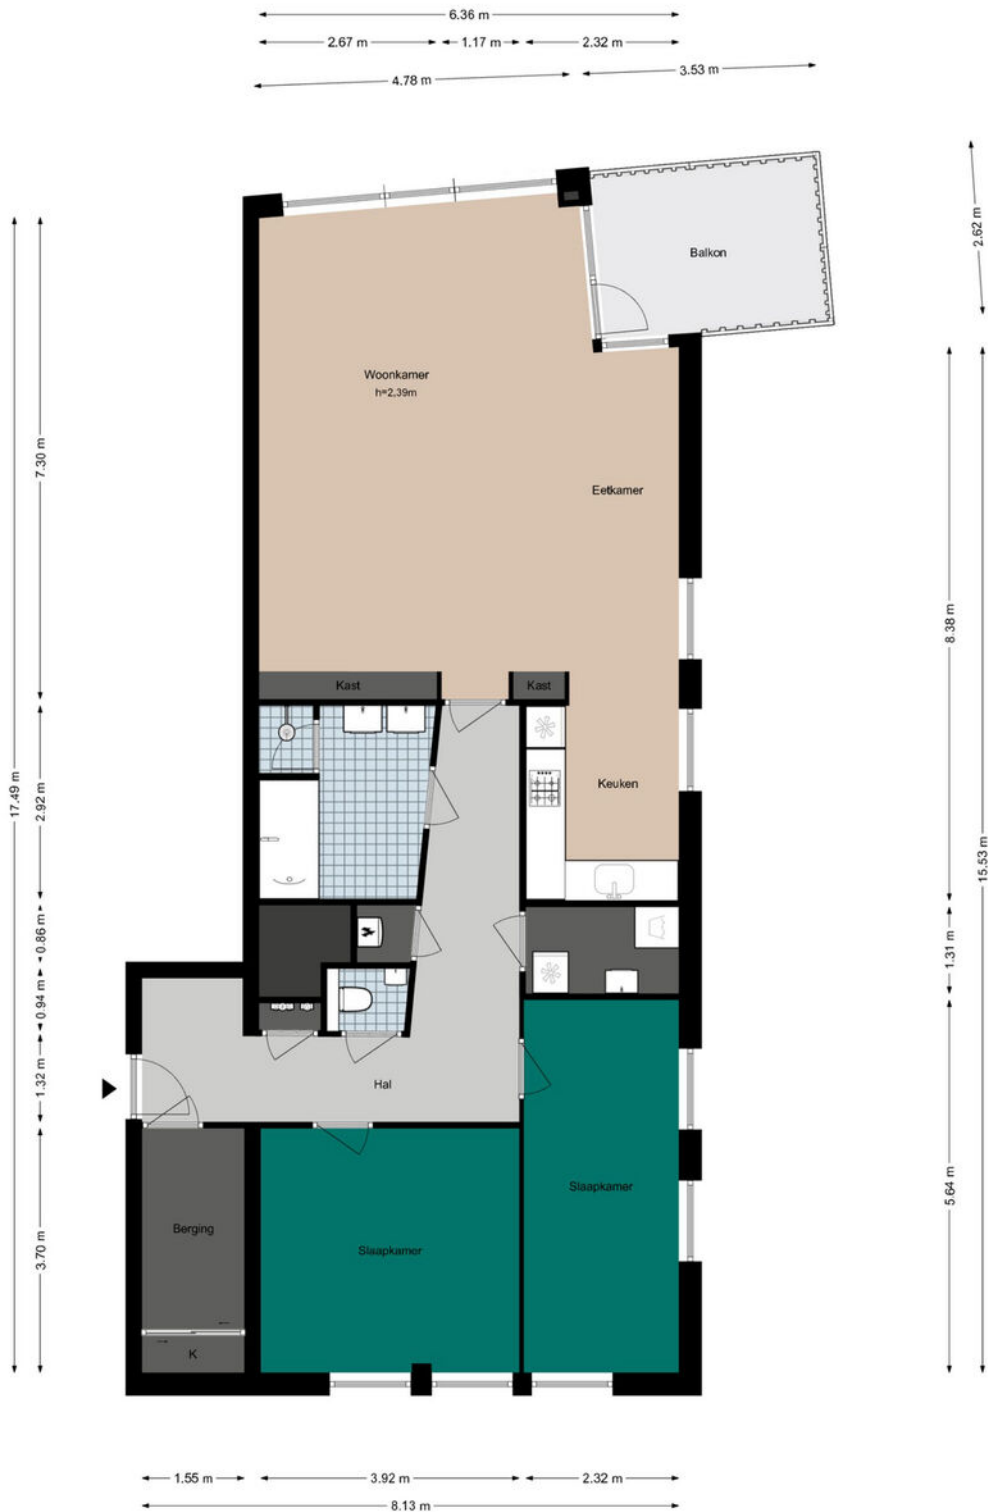 6.36 m
2.67 m
1.17 m
2.32 m
4.78 m
3.53 m
2.62 m
Balkon
Woonkamer
h=2,39m
7.30 m
Eetkamer
8.38 m
Kast
Kast
Keuken
17.49 m
2.92 m
15.53 m
0.86 m
1.31 m
0.94 m
1.32 m
Hal
5.64 m
Slaapkamer
Berging
Slaapkamer
3.70 m
K
1.55 m
3.92 m
2.32 m
8.13 m